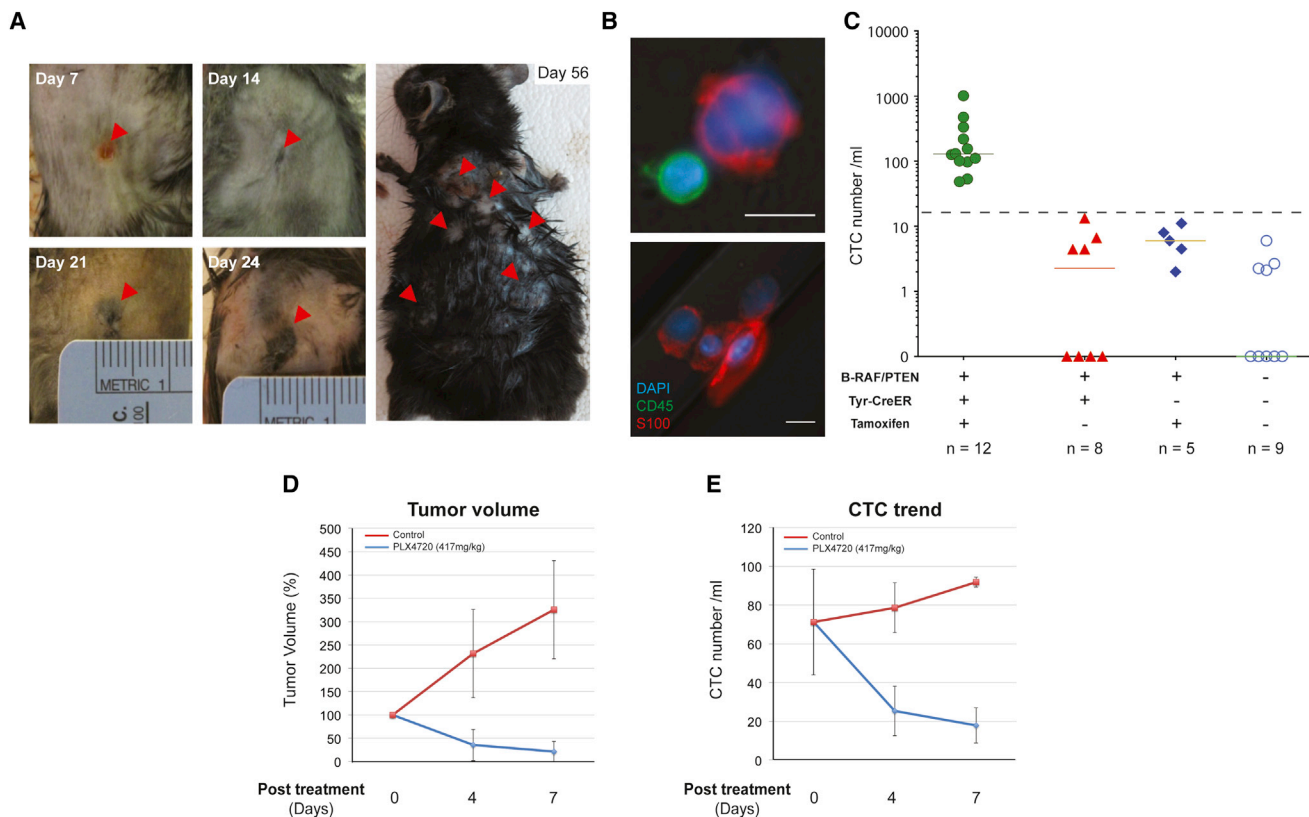 A
Day 7
Day 14
Day 56
Day 21
METRIC 1
C.
100
Day 24
METRIC 1
B
DAPI
CD45
S100
C
CTC number /ml
10000
1000
100
10
1
0
B-RAF/PTEN + + + -
Tyr-CreER + + - -
Tamoxifen + - + -
n = 12 n = 8 n = 5 n = 9
D
Tumor volume
Control
PLX4720 (417mg/kg)
Tumor Volume (%)
500
450
400
350
300
250
200
150
100
50
0
Post treatment 0 4 7
(Days)
E
CTC trend
Control
PLX4720 (417mg/kg)
CTC number /ml
120
100
80
60
40
20
0
Post treatment 0 4 7
(Days)